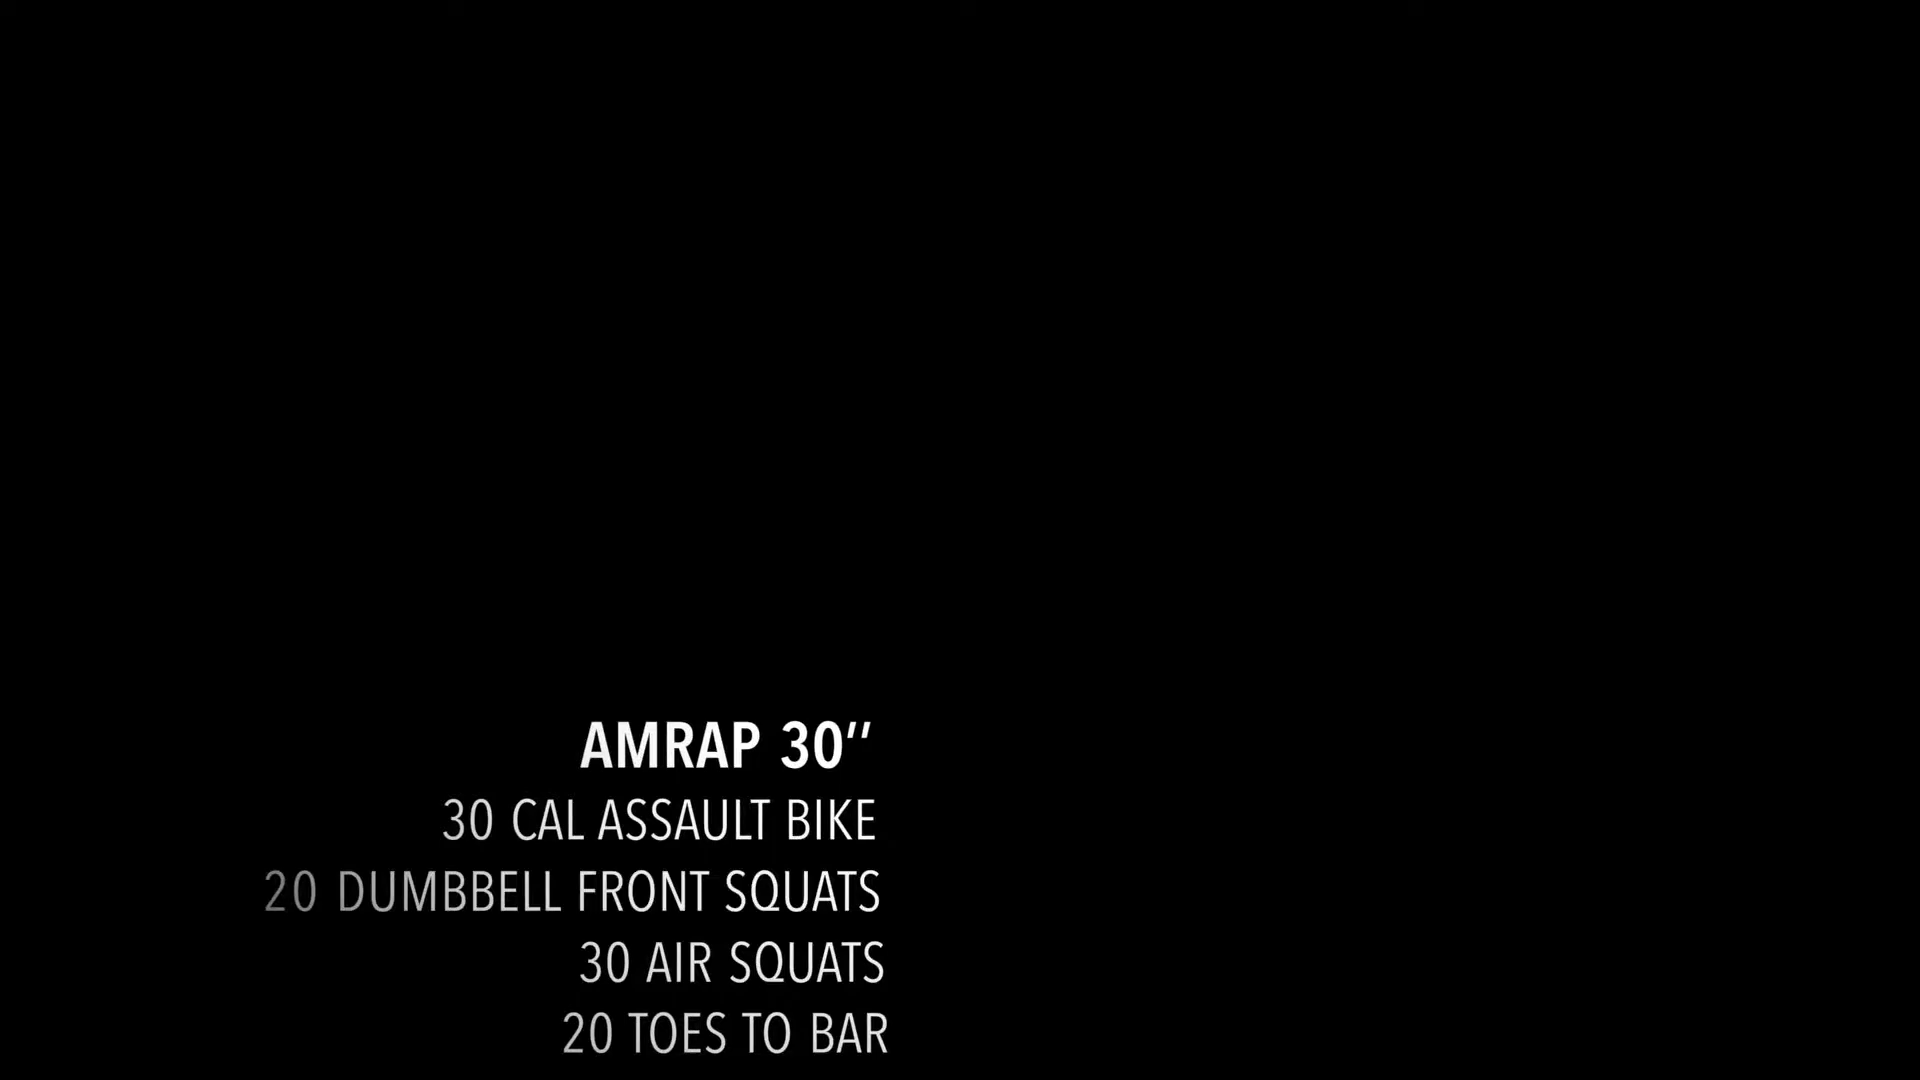 AMRAP 30’’
30 CAL ASSAULT BIKE
20 DUMBBELL FRONT SQUATS
30 AIR SQUATS
20 TOES TO BAR